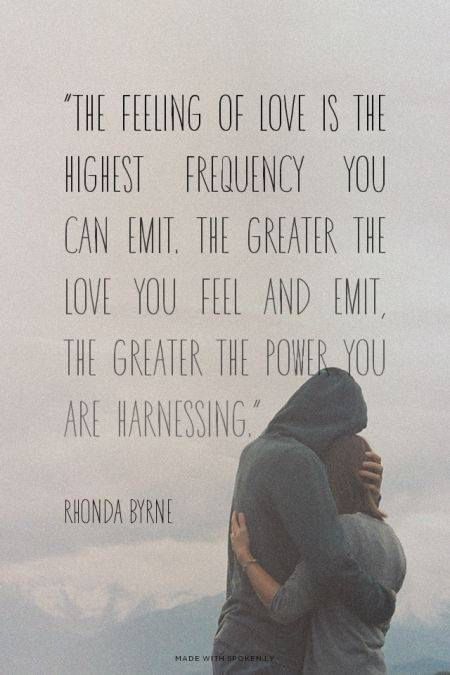 "THE FEELING OF LOVE IS THE
HIGHEST FREQUENCY YOU
CAN EMIT. THE GREATER THE
LOVE YOU FEEL AND EMIT,
THE GREATER THE POWER YOU
ARE HARNESSING."
RHONDA BYRNE
MADE WITH SPOKEN.LY